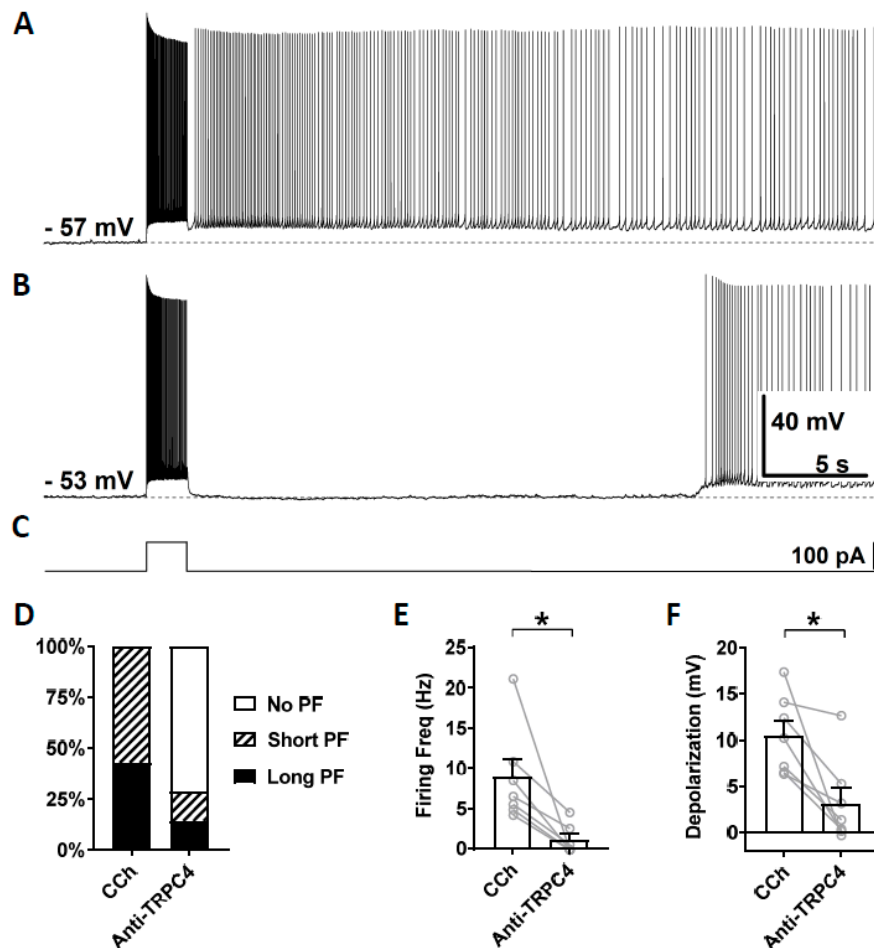 A
- 57 mV
B
- 53 mV
40 mV
5 s
C
100 pA
D
100%
75%
50%
25%
0%
CCh
Anti-TRPC4
No PF
Short PF
Long PF
E
*
Firing Freq (Hz)
25
20
15
10
5
0
CCh
Anti-TRPC4
F
*
Depolarization (mV)
20
15
10
5
0
CCh
Anti-TRPC4